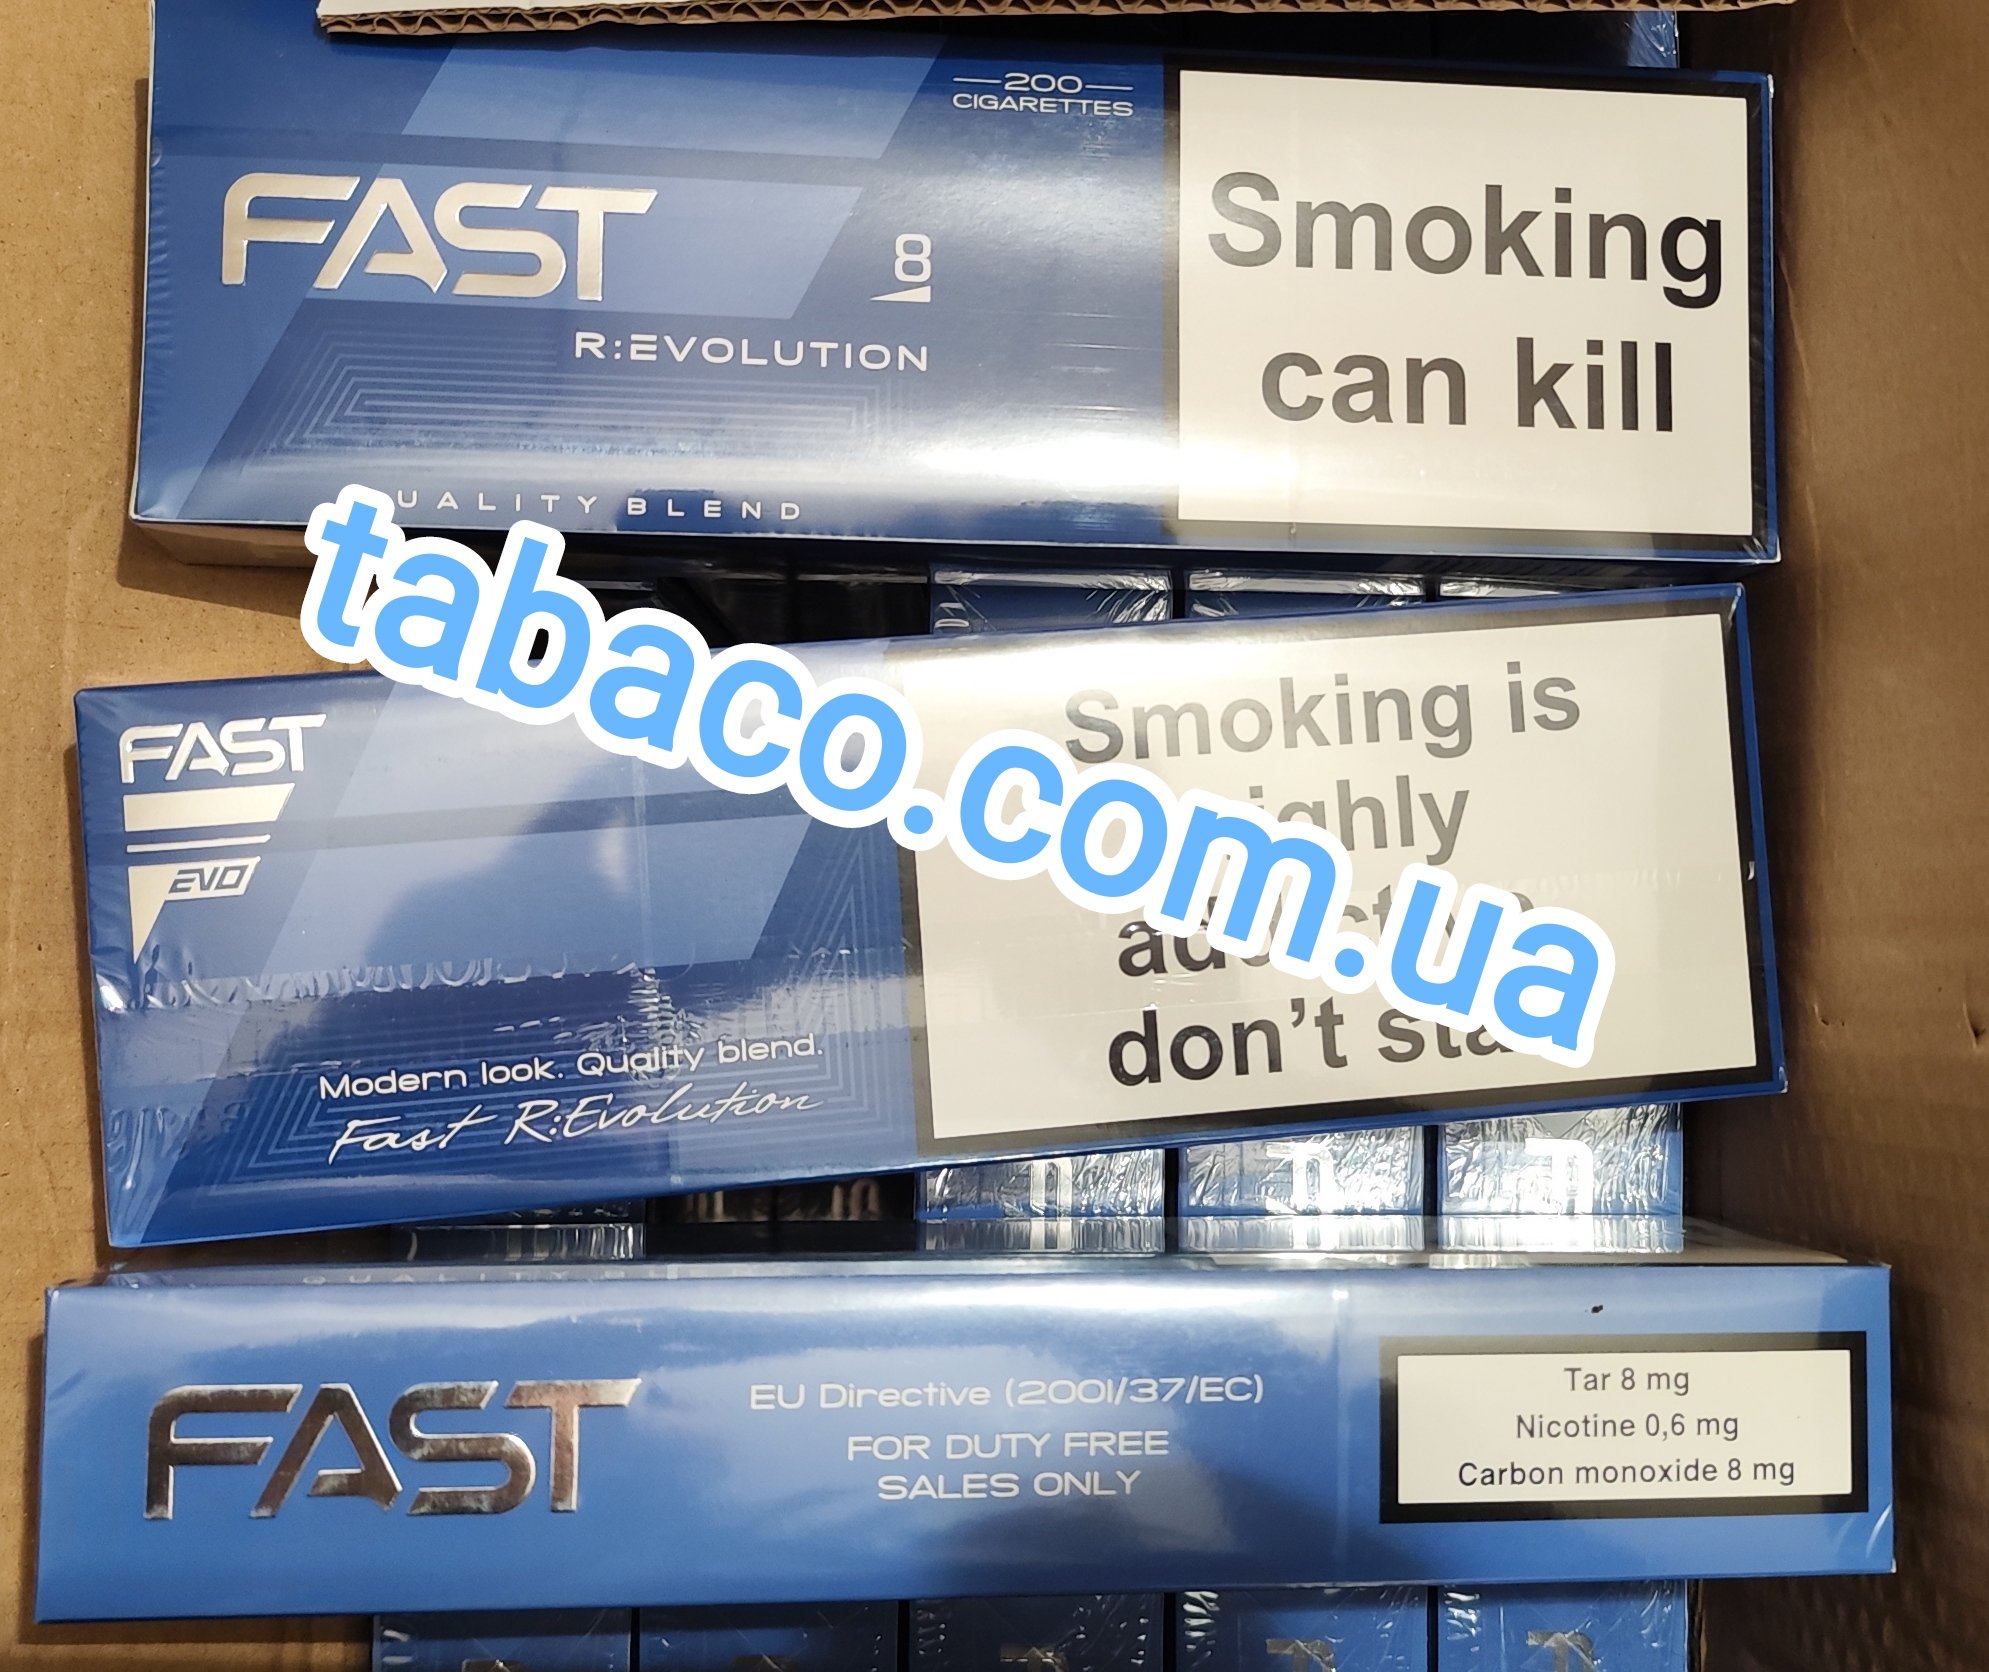 200
CIGARETTES
FAST
8
R:EVOLUTION
UALITY BLEND
Smoking
can kill
tabaco.com.ua
FAST
EVO
Modern look. Quality blend.
Fast R:Evolution
Smoking is
don't
FAST
EU Directive (2001/37/EC)
FOR DUTY FREE
SALES ONLY
Tar 8 mg
Nicotine 0,6 mg
Carbon monoxide 8 mg